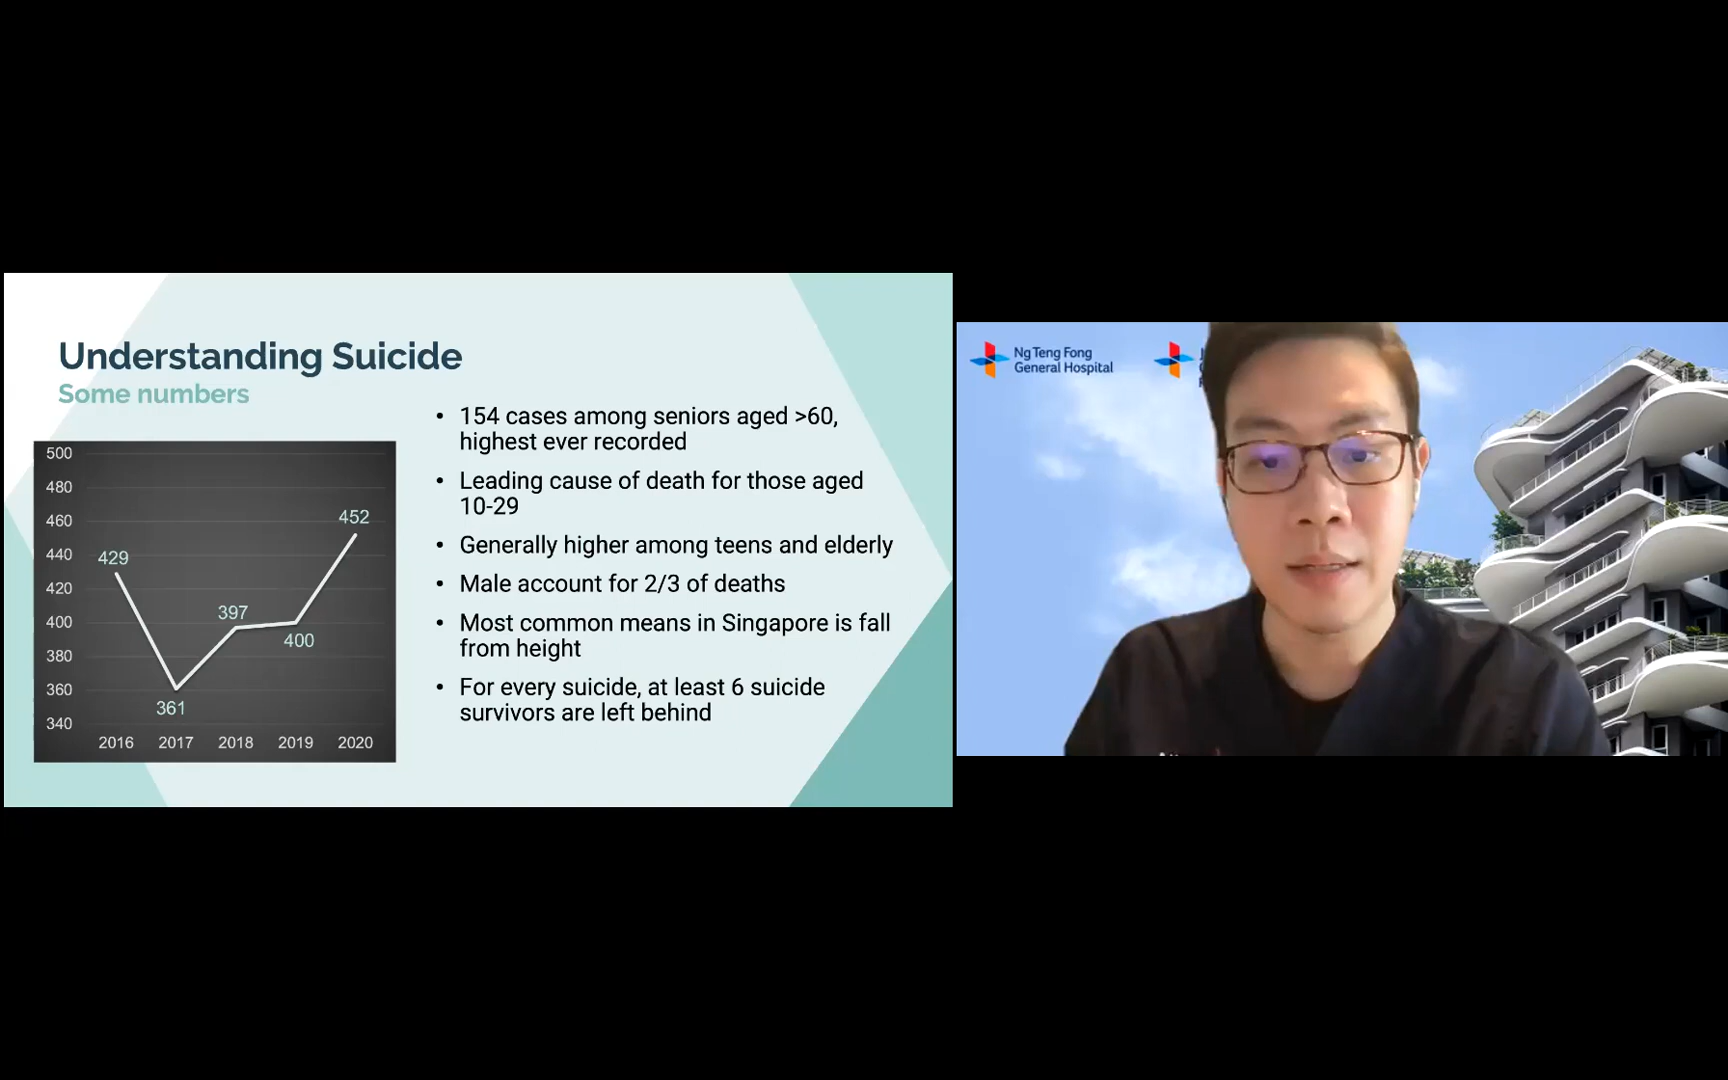 Understanding Suicide
Some numbers
500
480
460
440
420
400
380
360
340
429
361
397
400
452
2016 2017 2018 2019 2020
• 154 cases among seniors aged >60,
highest ever recorded
• Leading cause of death for those aged
10-29
• Generally higher among teens and elderly
• Male account for 2/3 of deaths
• Most common means in Singapore is fall
from height
• For every suicide, at least 6 suicide
survivors are left behind
Ng Teng Fong
General Hospital